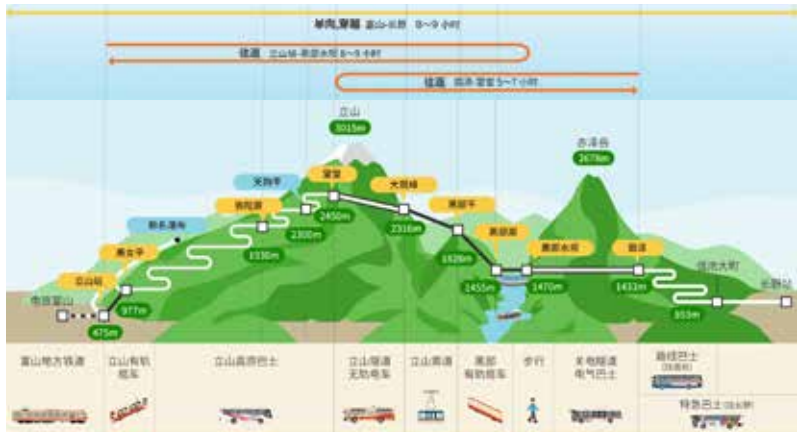 单向,穿越 富山-长野 8～9 小时
往返 立山站-黑部水坝 8～9 小时
往返 扇泽-室堂 5～7 小时
立山
3015m
赤泽岳
2678m
天狗平
室堂
大观峰
弥陀原
2450m
黑部平
称名瀑布
2300m
2316m
黑部湖
黑部水坝
扇泽
美女平
1930m
1828m
立山站
信浓大町
电铁富山
977m
1455m
1470m
1433m
长野站
475m
富山地方铁道
立山有轨
缆车
立山高原巴士
立山隧道
无轨电车
立山索道
黑部
有轨缆车
步行
关电隧道
电气巴士
路线巴士
特急巴士